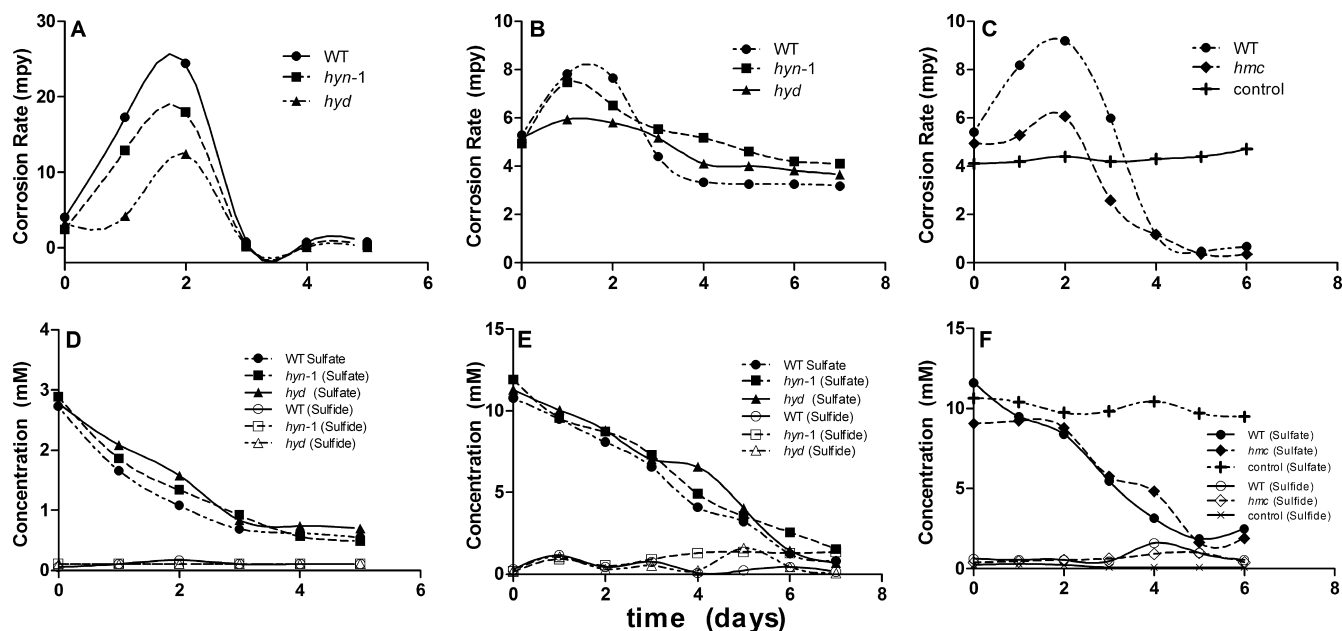 A
Corrosion Rate (mpy)
30
20
10
0
0 2 4 6
WT
hyn-1
hyd
B
Corrosion Rate (mpy)
10
8
6
4
2
0
0 2 4 6 8
WT
hyn-1
hyd
C
Corrosion Rate (mpy)
10
8
6
4
2
0
0 2 4 6 8
WT
hmc
control
D
Concentration (mM)
4
3
2
1
0
0 2 4 6
WT Sulfate
hyn-1 (Sulfate)
hyd (Sulfate)
WT (Sulfide)
hyn-1 (Sulfide)
hyd (Sulfide)
E
Concentration (mM)
15
10
5
0
0 2 4 6 8
WT Sulfate
hyn-1 (Sulfate)
hyd (Sulfate)
WT (Sulfide)
hyn-1 (Sulfide)
hyd (Sulfide)
F
Concentration (mM)
15
10
5
0
0 2 4 6 8
WT (Sulfate)
hmc (Sulfate)
control (Sulfate)
WT (Sulfide)
hmc (Sulfide)
control (Sulfide)
time (days)